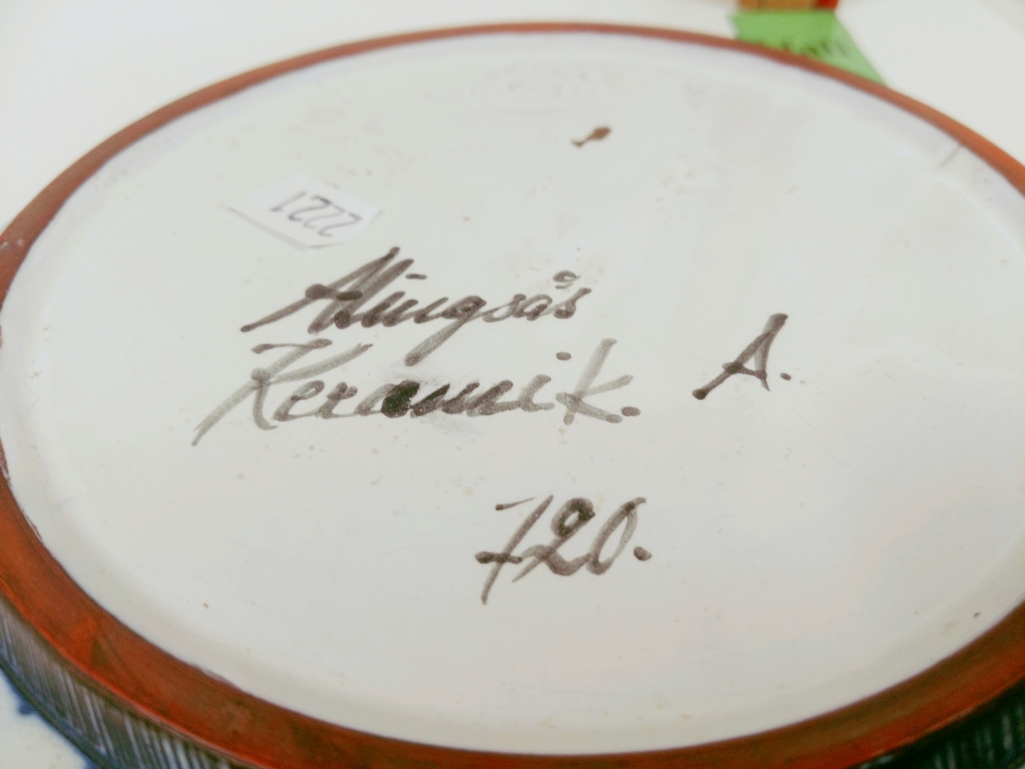 2221
Alingsås
Keramik. A.
720.